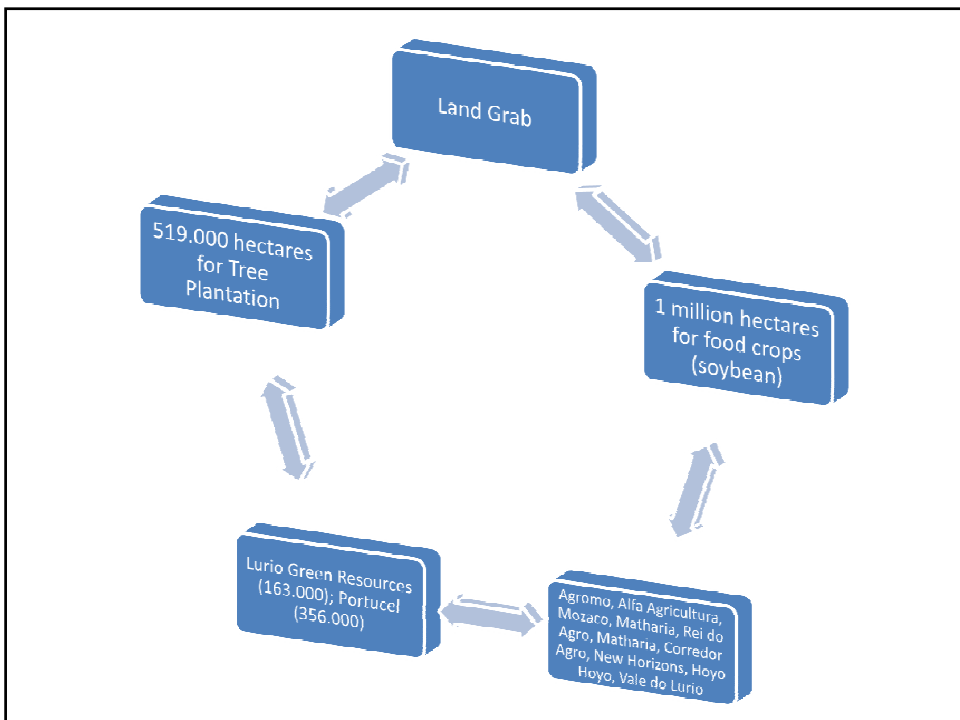 Land Grab
519.000 hectares
for Tree
Plantation
1 million hectares
for food crops
(soybean)
Lurio Green Resources
(163.000); Portucel
(356.000)
Agromo, Alfa Agricultura,
Mozaco, Matharia, Rei do
Agro, Matharia, Corredor
Agro, New Horizons, Hoyo
Hoyo, Vale do Lurio